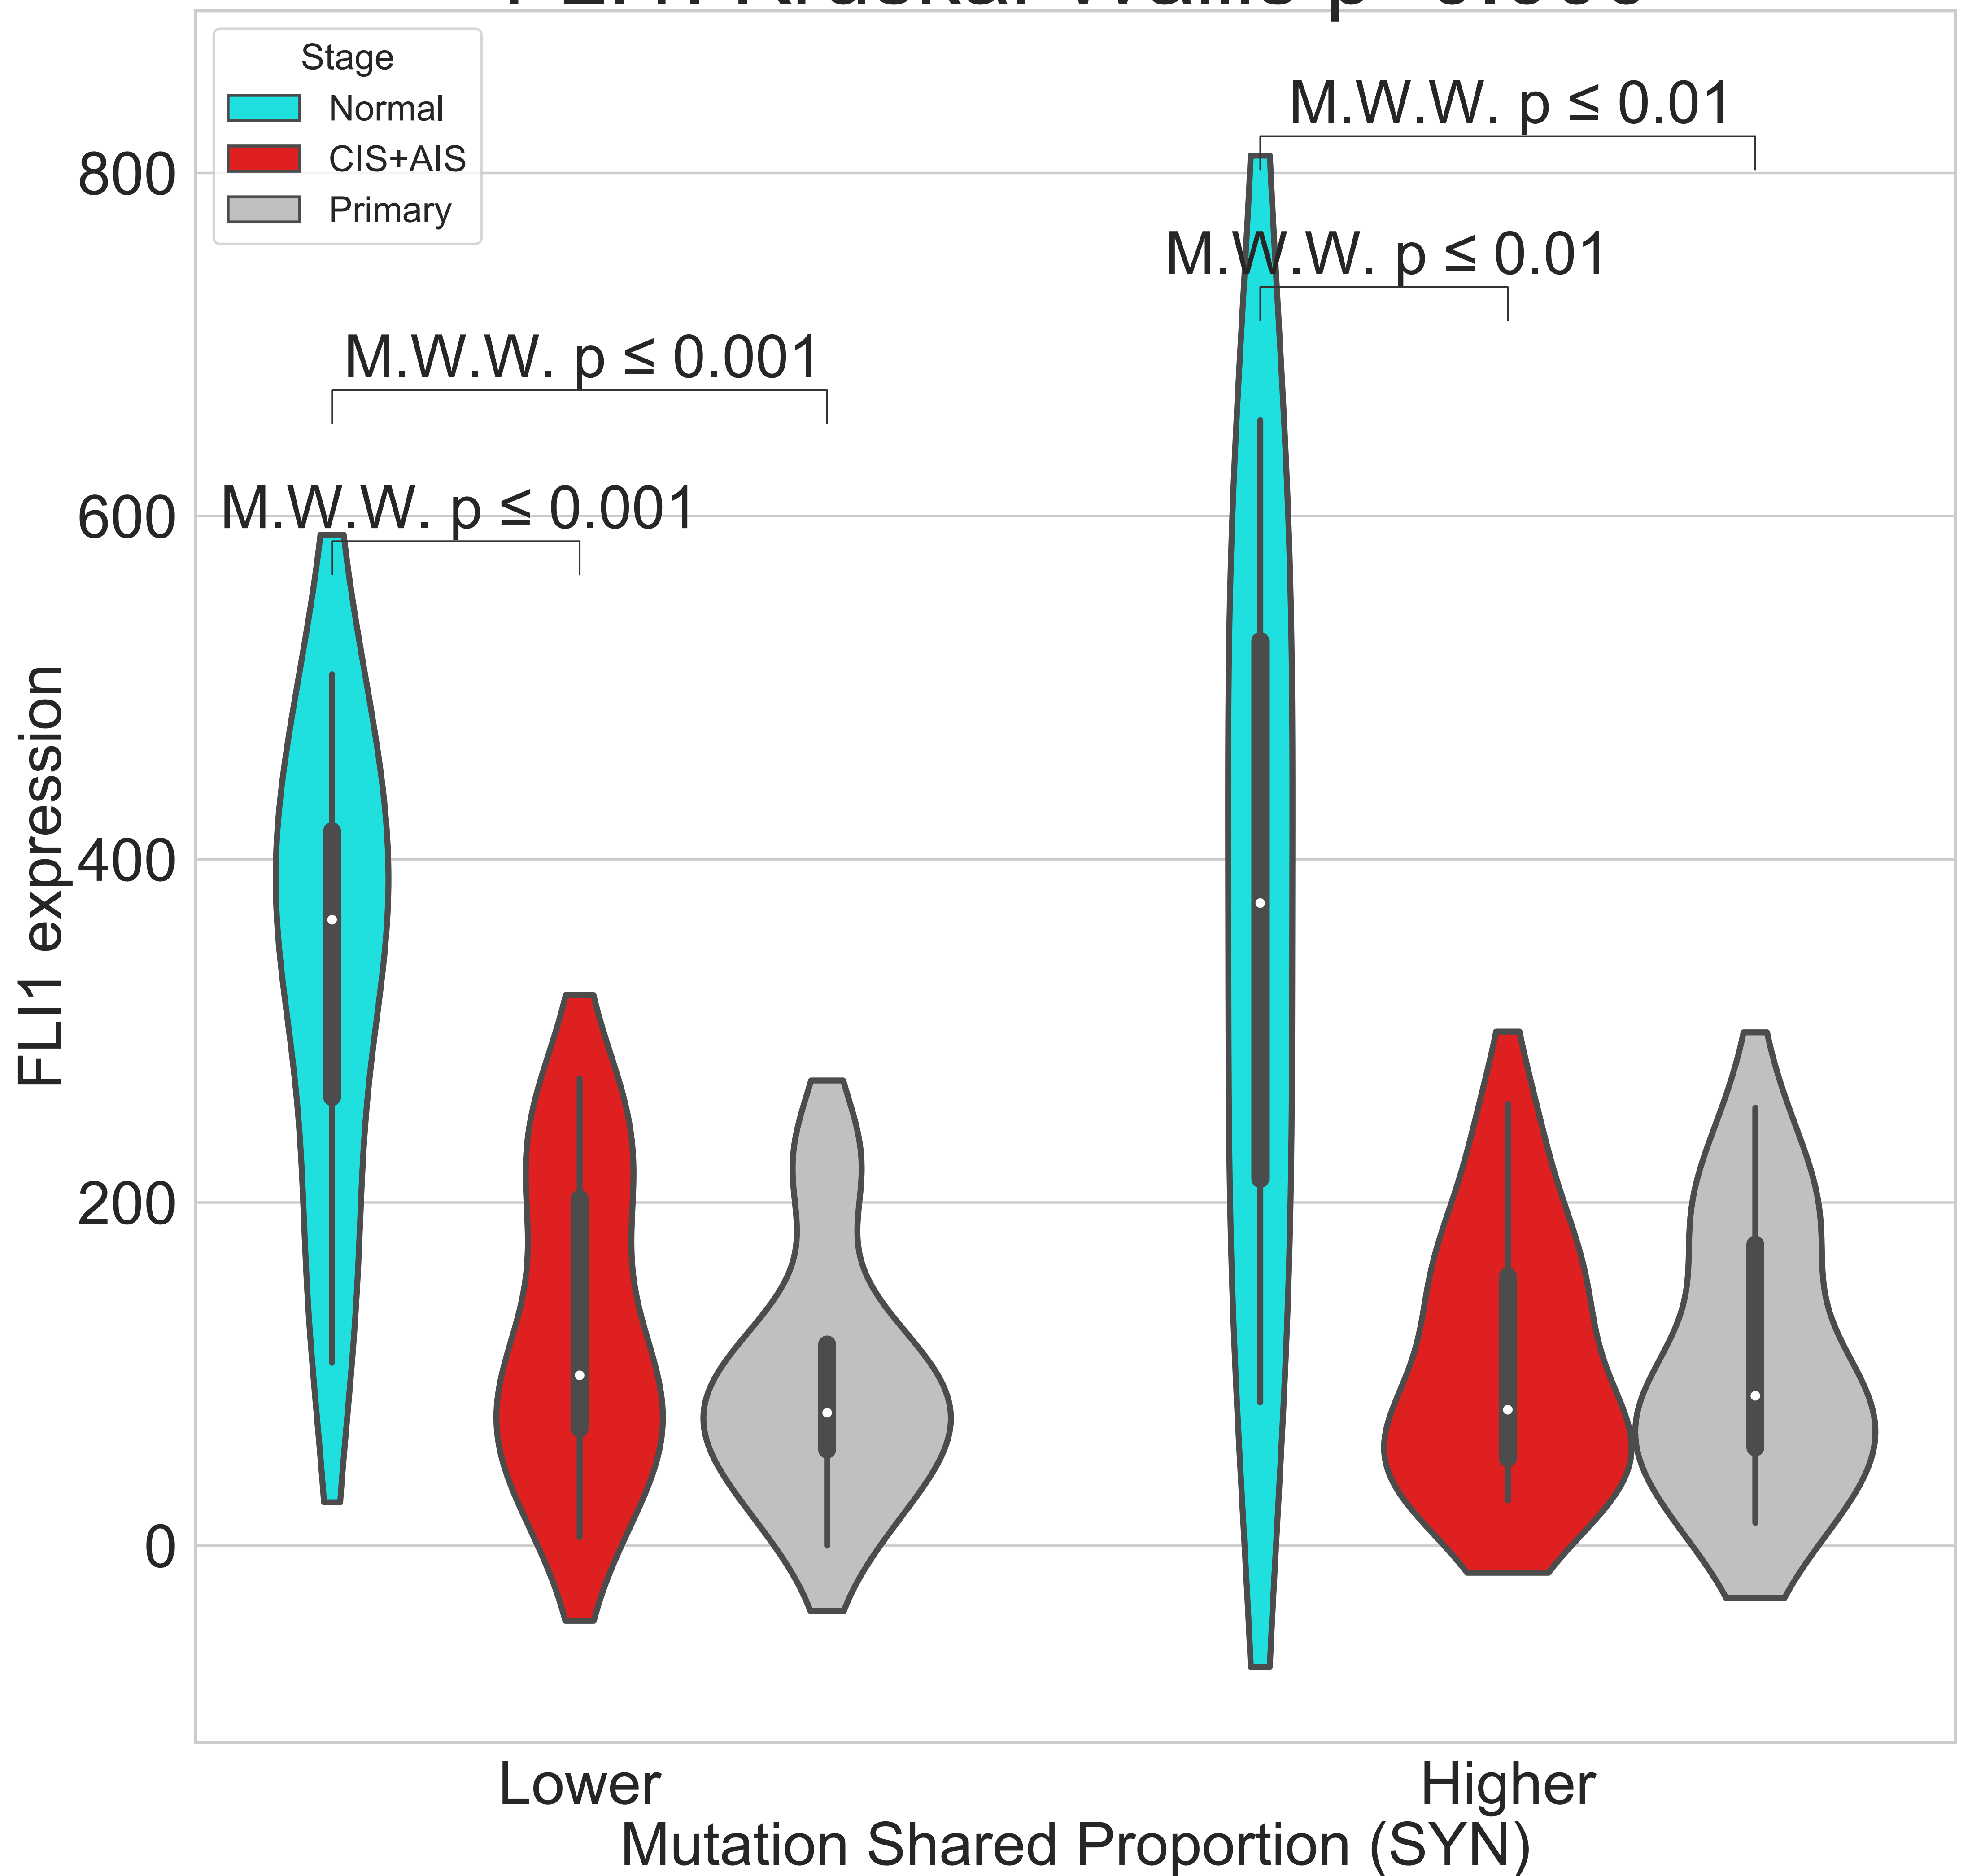 Stage
Normal
CIS+AIS
Primary
M.W.W. p ≤ 0.01
M.W.W. p ≤ 0.01
M.W.W. p ≤ 0.001
M.W.W. p ≤ 0.001
800
600
400
200
0
FLI1 expression
Lower
Higher
Mutation Shared Proportion (SYN)